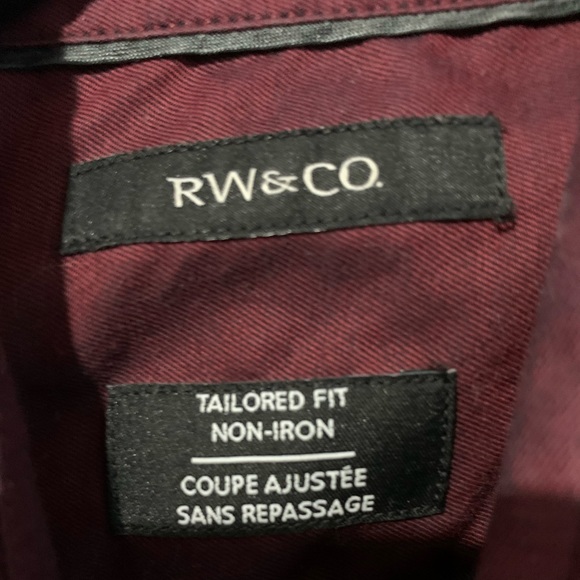 RW&CO.
TAILORED FIT
NON-IRON
COUPE AJUSTÉE
SANS REPASSAGE